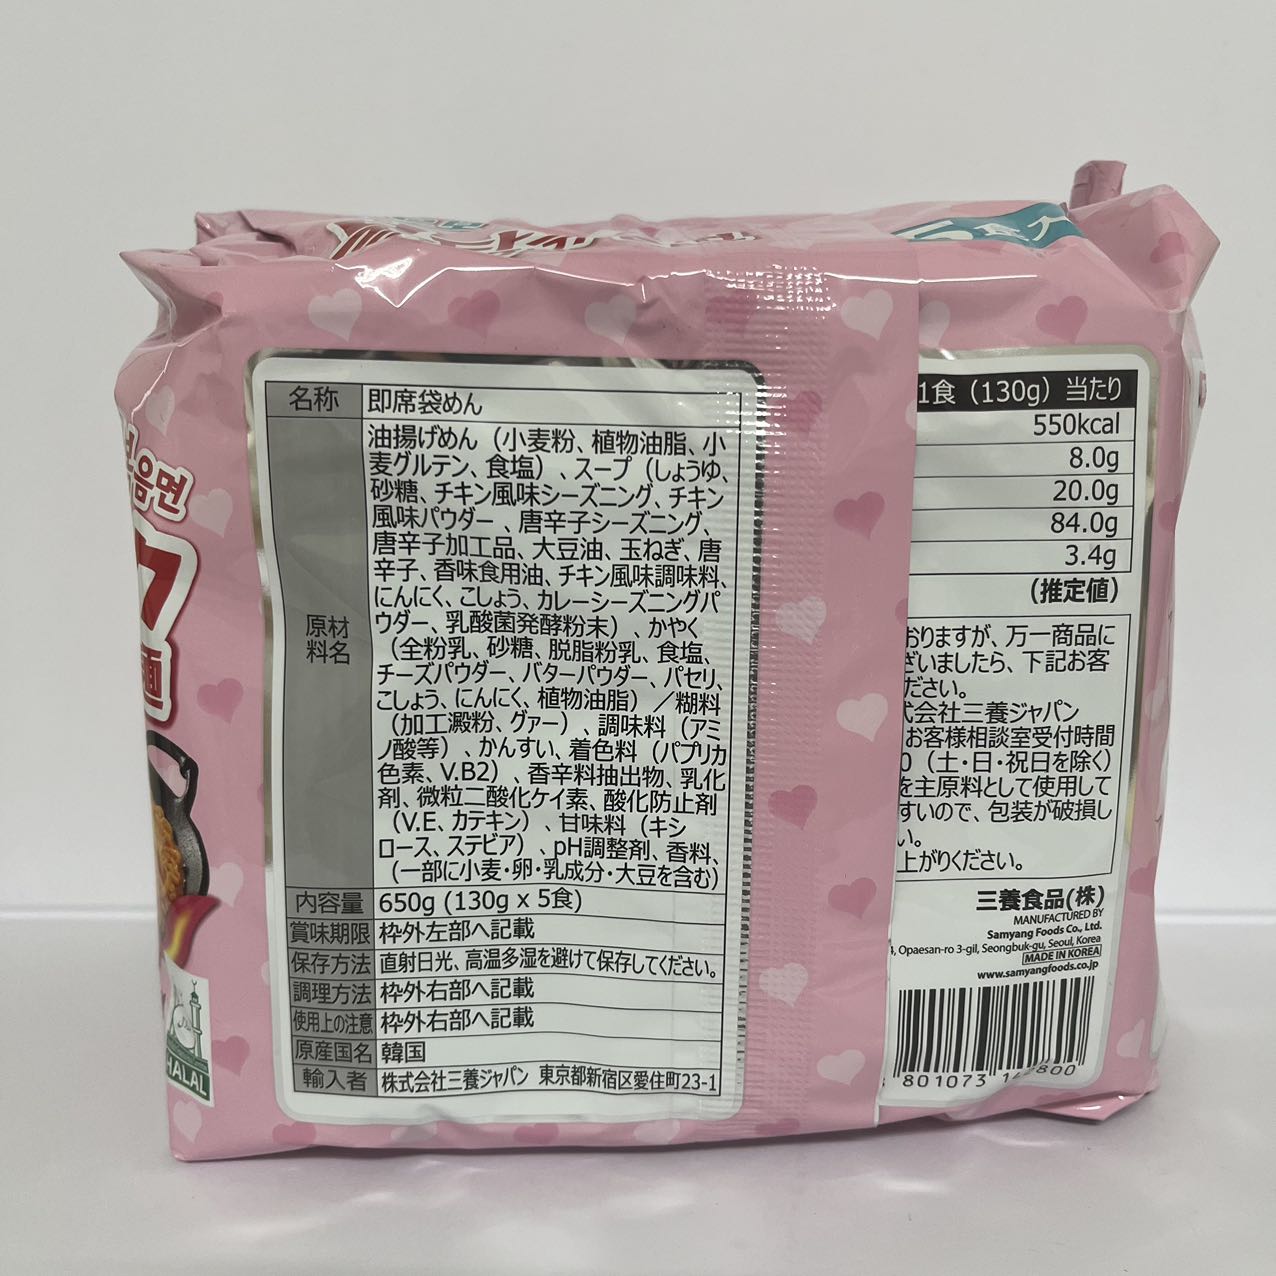 5食入
음면
ク
麺
HALAL
名称 即席袋めん
原材料名
油揚げめん（小麦粉、植物油脂、小
麦グルテン、食塩）、スープ（しょうゆ、
砂糖、チキン風味シーズニング、チキン
風味パウダー、唐辛子シーズニング、
唐辛子加工品、大豆油、玉ねぎ、唐
辛子、香味食用油、チキン風味調味料、
にんにく、こしょう、カレーシーズニングパ
ウダー、乳酸菌発酵粉末）、かやく
（全粉乳、砂糖、脱脂粉乳、食塩、
チーズパウダー、バターパウダー、パセリ、
こしょう、にんにく、植物油脂）／糊料
（加工澱粉、グァー）、調味料（アミ
ノ酸等）、かんすい、着色料（パプリカ
色素、V.B2）、香辛料抽出物、乳化
剤、微粒二酸化ケイ素、酸化防止剤
（V.E、カテキン）、甘味料（キシ
ロース、ステビア）、pH調整剤、香料、
（一部に小麦・卵・乳成分・大豆を含む）
内容量 650g (130g x 5食)
賞味期限 枠外左部へ記載
保存方法 直射日光、高温多湿を避けて保存してください。
調理方法 枠外右部へ記載
使用上の注意 枠外右部へ記載
原産国名 韓国
輸入者 株式会社三養ジャパン 東京都新宿区愛住町23-1
1食（130g）当たり
550kcal
8.0g
20.0g
84.0g
3.4g
（推定値）
おりますが、万一商品に
ざいましたら、下記お客
ださい。
式会社三養ジャパン
お客様相談室受付時間
0（土・日・祝日を除く）
を主原料として使用して
すいので、包装が破損し
い。
上がりください。
三養食品(株)
MANUFACTURED BY
Samyang Foods Co., Ltd.
4, Opaesan-ro 3-gil, Seongbuk-gu, Seoul, Korea
MADE IN KOREA
www.samyangfoods.co.jp
801073